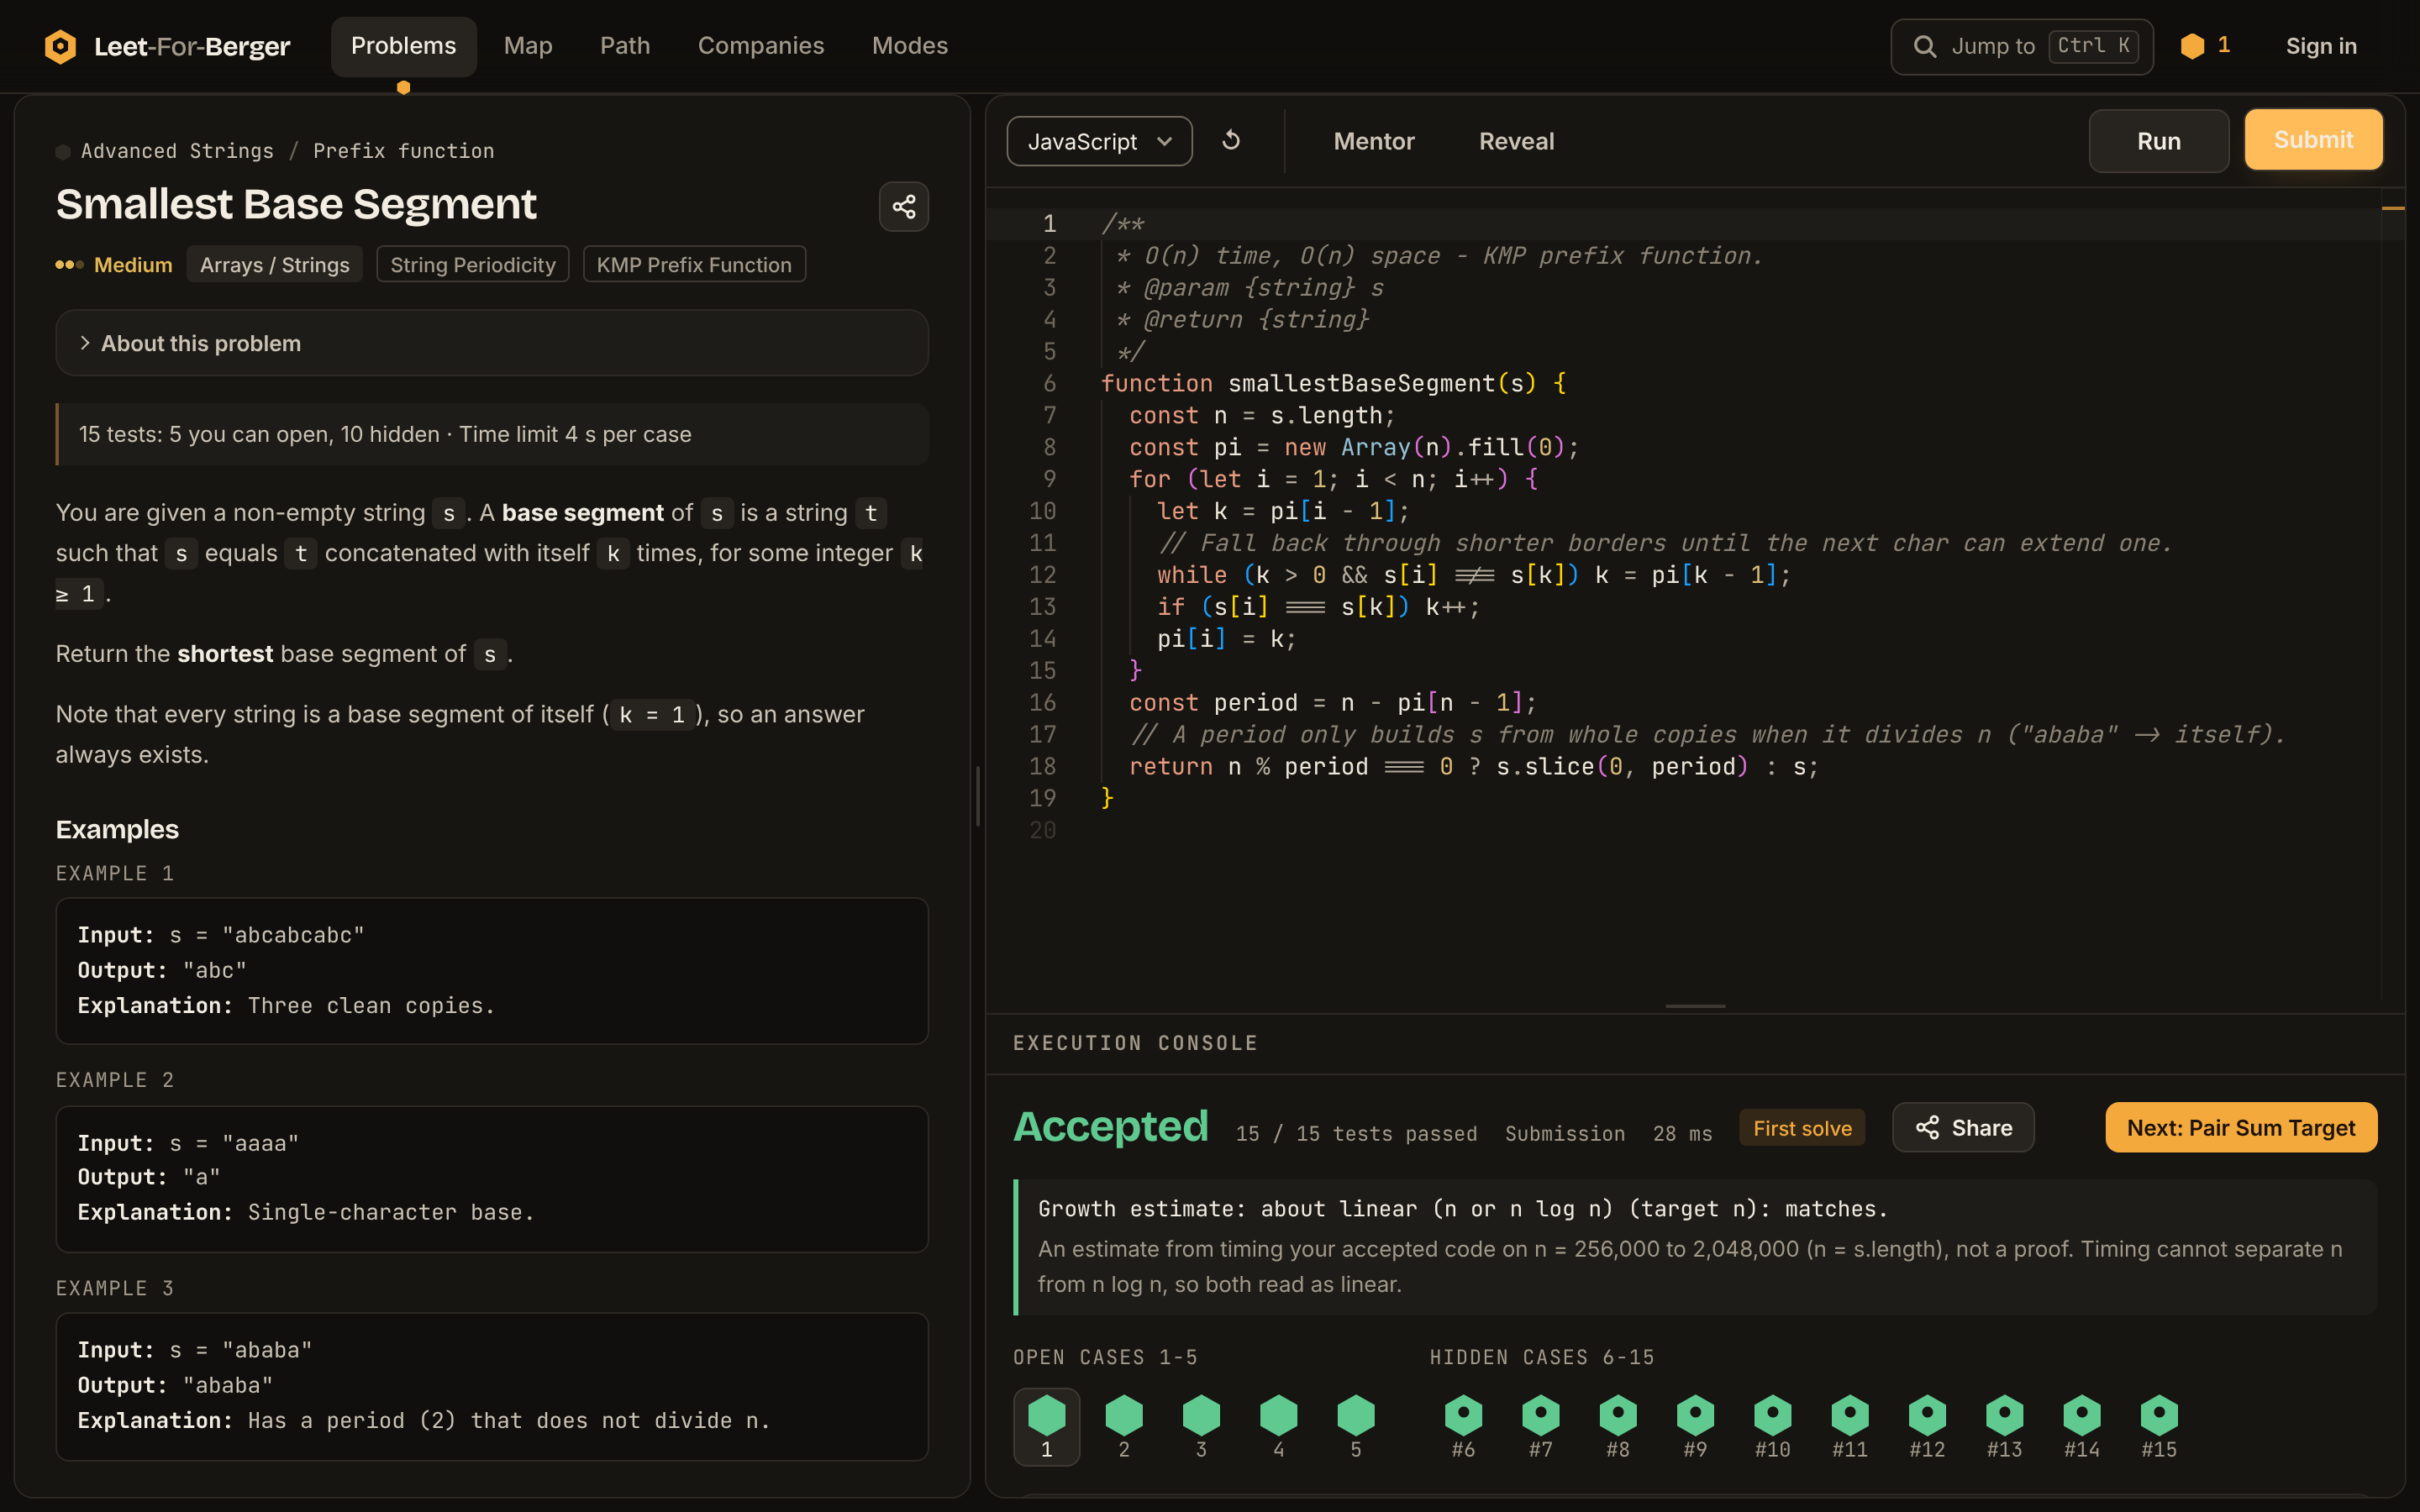 Leet-For-Berger
Problems
Map
Path
Companies
Modes
Jump to Ctrl K
1
Sign in
Advanced Strings / Prefix function
Smallest Base Segment
Medium
Arrays / Strings
String Periodicity
KMP Prefix Function
About this problem
15 tests: 5 you can open, 10 hidden · Time limit 4 s per case
You are given a non-empty string s. A base segment of s is a string t
such that s equals t concatenated with itself k times, for some integer k
≥ 1.
Return the shortest base segment of s.
Note that every string is a base segment of itself (k = 1), so an answer
always exists.
Examples
EXAMPLE 1
Input: s = "abcabcabc"
Output: "abc"
Explanation: Three clean copies.
EXAMPLE 2
Input: s = "aaaa"
Output: "a"
Explanation: Single-character base.
EXAMPLE 3
Input: s = "ababa"
Output: "ababa"
Explanation: Has a period (2) that does not divide n.
JavaScript
Mentor
Reveal
Run
Submit
1 /**
2 * O(n) time, O(n) space - KMP prefix function.
3 * @param {string} s
4 * @return {string}
5 */
6 function smallestBaseSegment(s) {
7 const n = s.length;
8 const pi = new Array(n).fill(0);
9 for (let i = 1; i < n; i++) {
10 let k = pi[i - 1];
11 // Fall back through shorter borders until the next char can extend one.
12 while (k > 0 && s[i] !== s[k]) k = pi[k - 1];
13 if (s[i] === s[k]) k++;
14 pi[i] = k;
15 }
16 const period = n - pi[n - 1];
17 // A period only builds s from whole copies when it divides n ("ababa" -> itself).
18 return n % period === 0 ? s.slice(0, period) : s;
19 }
20
EXECUTION CONSOLE
Accepted 15 / 15 tests passed Submission 28 ms First solve Share Next: Pair Sum Target
Growth estimate: about linear (n or n log n) (target n): matches.
An estimate from timing your accepted code on n = 256,000 to 2,048,000 (n = s.length), not a proof. Timing cannot separate n
from n log n, so both read as linear.
OPEN CASES 1-5
1 2 3 4 5
HIDDEN CASES 6-15
#6 #7 #8 #9 #10 #11 #12 #13 #14 #15